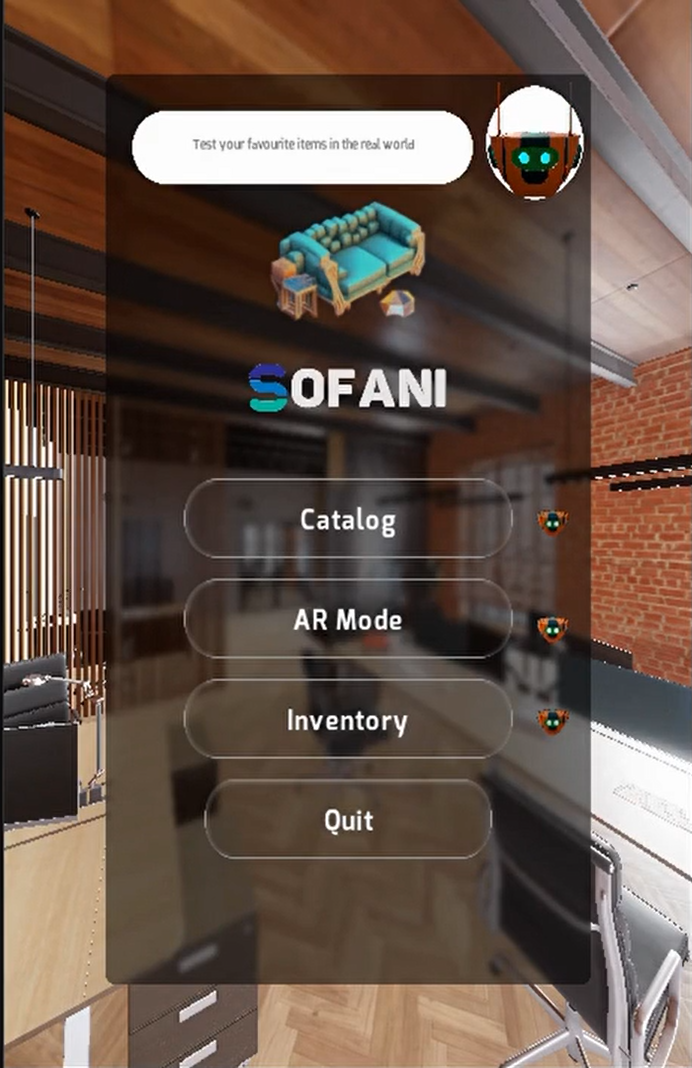 Test your favourite items in the real world
SOFANI
Catalog
AR Mode
Inventory
Quit